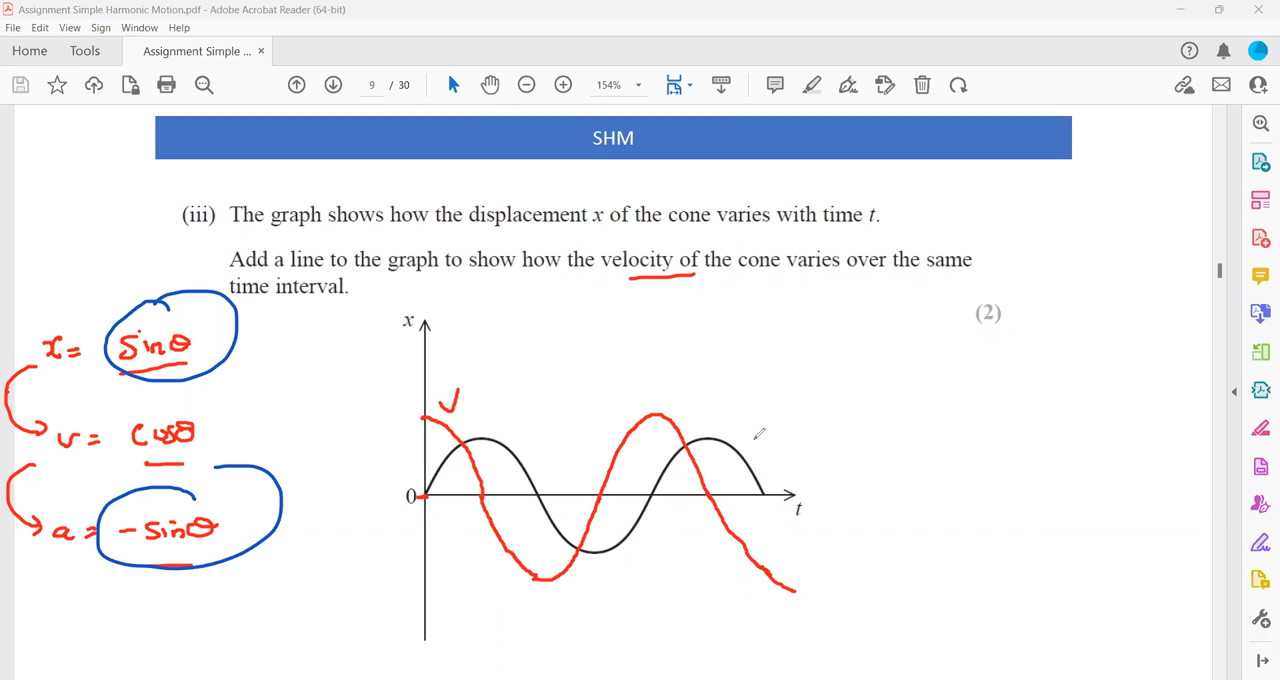 Assignment Simple Harmonic Motion.pdf - Adobe Acrobat Reader (64-bit)
File Edit View Sign Window Help
Home Tools Assignment Simple ... ×
9 / 30 154%
SHM
(iii) The graph shows how the displacement x of the cone varies with time t.
Add a line to the graph to show how the velocity of the cone varies over the same
time interval.
(2)
x = sinθ
v = cosθ
a = -sinθ
x
V
0
t